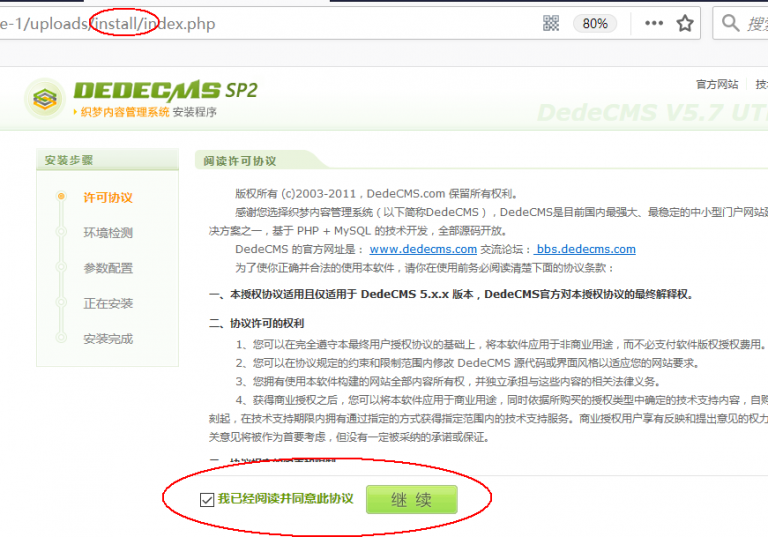 e-1/uploads/install/index.php
80%
官方网站
DEDECMS SP2
织梦内容管理系统 安装程序
DedeCMS V5.7 UT
安装步骤
许可协议
环境检测
参数配置
正在安装
安装完成
阅读许可协议
版权所有 (c)2003-2011，DedeCMS.com 保留所有权利。
感谢您选择织梦内容管理系统（以下简称DedeCMS），DedeCMS是目前国内最强大、最稳定的中小型门户网站
决方案之一，基于 PHP + MySQL 的技术开发，全部源码开放。
DedeCMS 的官方网址是： www.dedecms.com 交流论坛： bbs.dedecms.com
为了使你正确并合法的使用本软件，请你在使用前务必阅读清楚下面的协议条款：
一、本授权协议适用且仅适用于 DedeCMS 5.x.x 版本，DedeCMS官方对本授权协议的最终解释权。
二、协议许可的权利
1、您可以在完全遵守本最终用户授权协议的基础上，将本软件应用于非商业用途，而不必支付软件版权授权费用。
2、您可以在协议规定的约束和限制范围内修改 DedeCMS 源代码或界面风格以适应您的网站要求。
3、您拥有使用本软件构建的网站全部内容所有权，并独立承担与这些内容的相关法律义务。
4、获得商业授权之后，您可以将本软件应用于商业用途，同时依据所购买的授权类型中确定的技术支持内容，自购
刻起，在技术支持期限内拥有通过指定的方式获得指定范围内的技术支持服务。商业授权用户享有反映和提出意见的权力
关意见将被作为首要考虑，但没有一定被采纳的承诺或保证。
我已经阅读并同意此协议
继 续